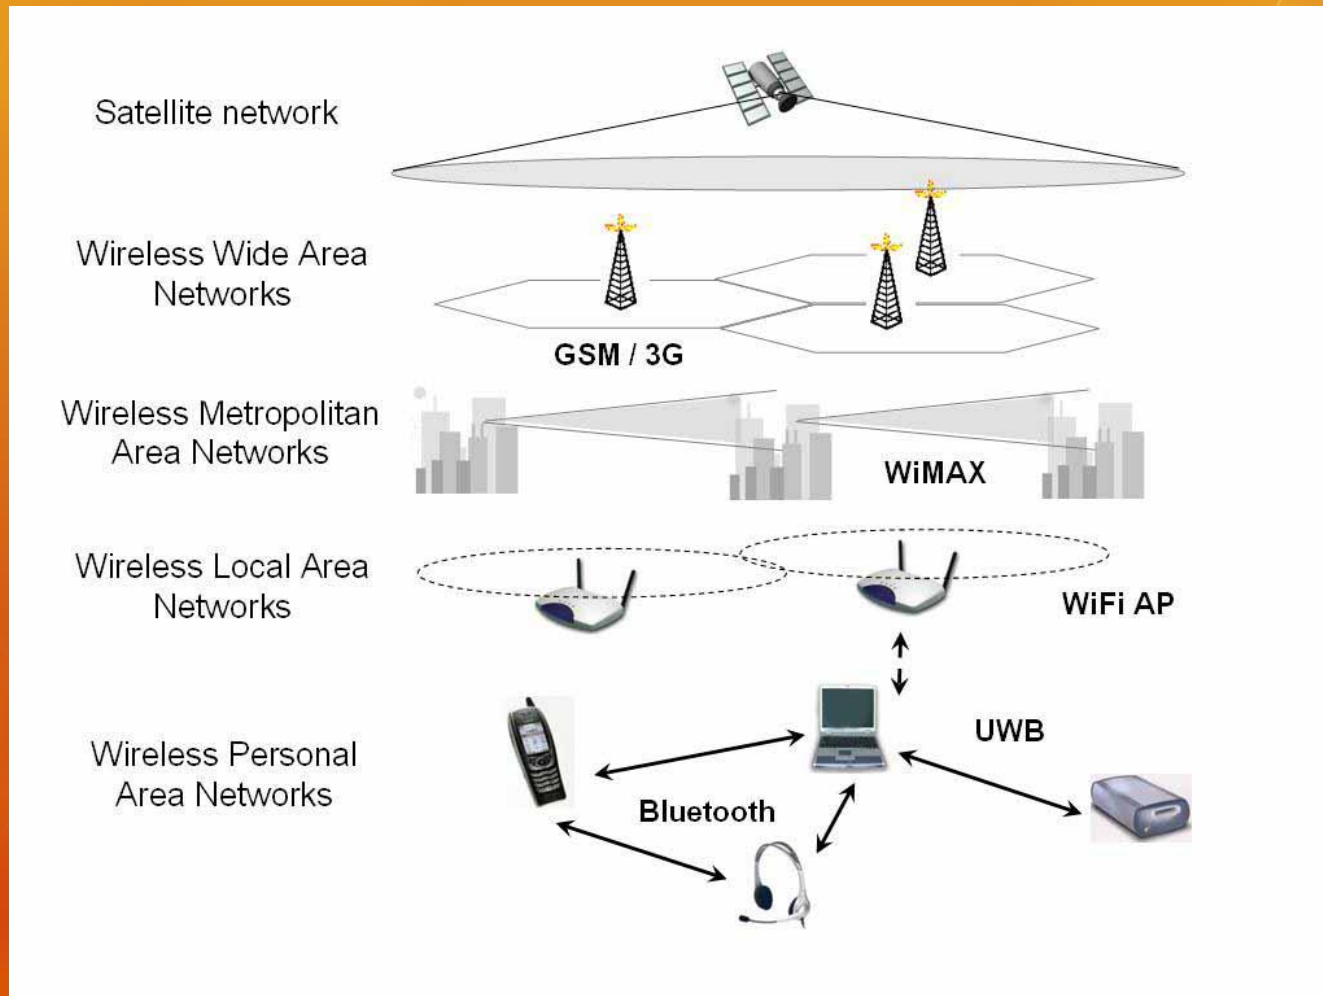 Satellite network
Wireless Wide Area
Networks
GSM / 3G
Wireless Metropolitan
Area Networks
WiMAX
Wireless Local Area
Networks
WiFi AP
Wireless Personal
Area Networks
UWB
Bluetooth